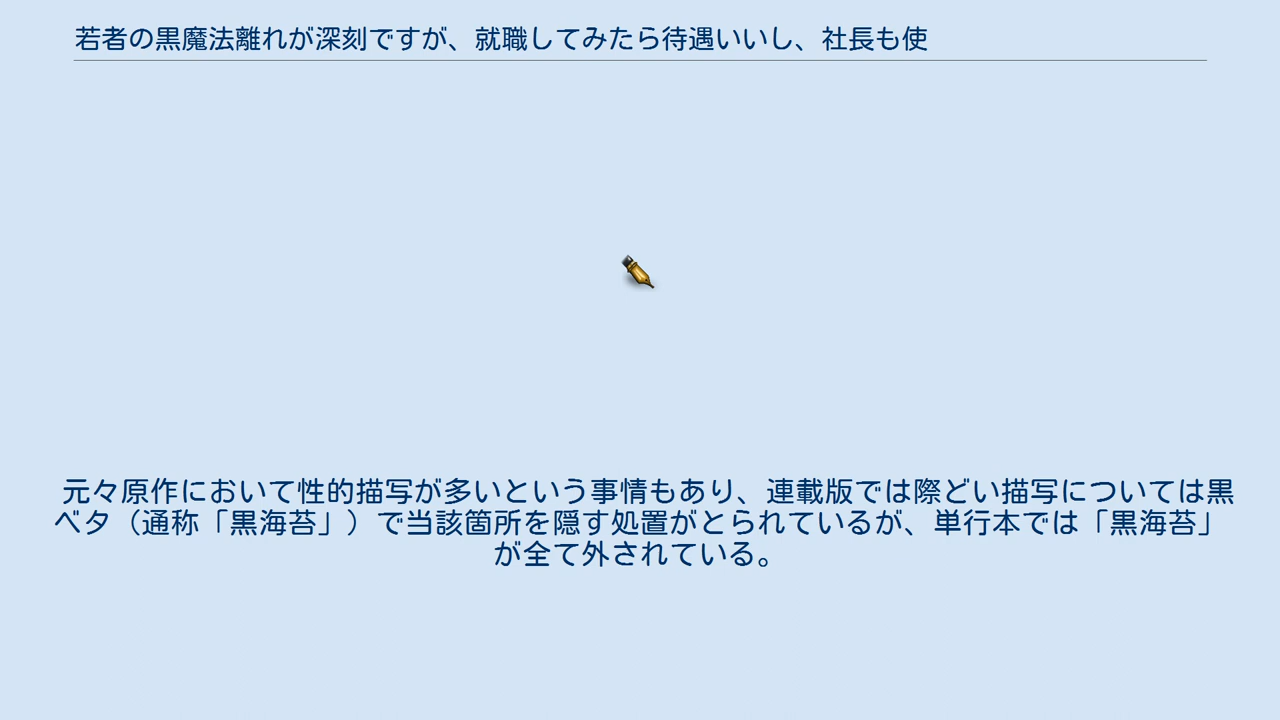 若者の黒魔法離れが深刻ですが、就職してみたら待遇いいし、社長も使
元々原作において性的描写が多いという事情もあり、連載版では際どい描写については黒
ベタ（通称「黒海苔」）で当該箇所を隠す処置がとられているが、単行本では「黒海苔」
が全て外されている。